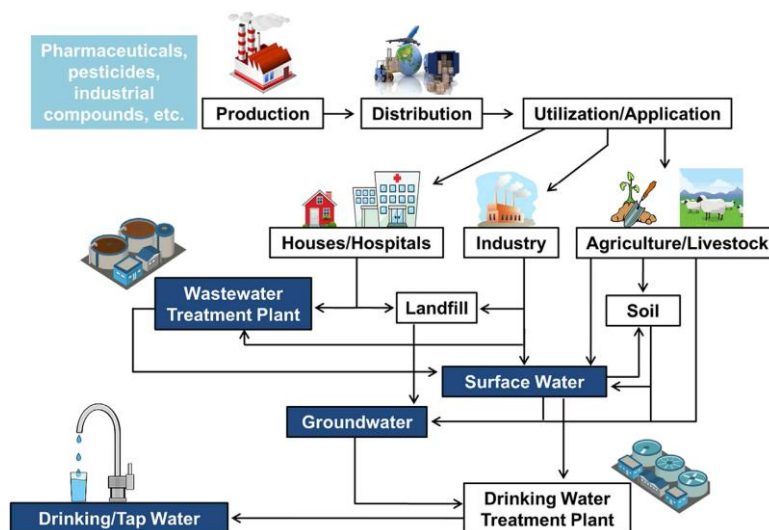 Pharmaceuticals,
pesticides,
industrial
compounds, etc.
Production
Distribution
Utilization/Application
Houses/Hospitals
Industry
Agriculture/Livestock
Wastewater
Treatment Plant
Landfill
Soil
Surface Water
Groundwater
Drinking/Tap Water
Drinking Water
Treatment Plant